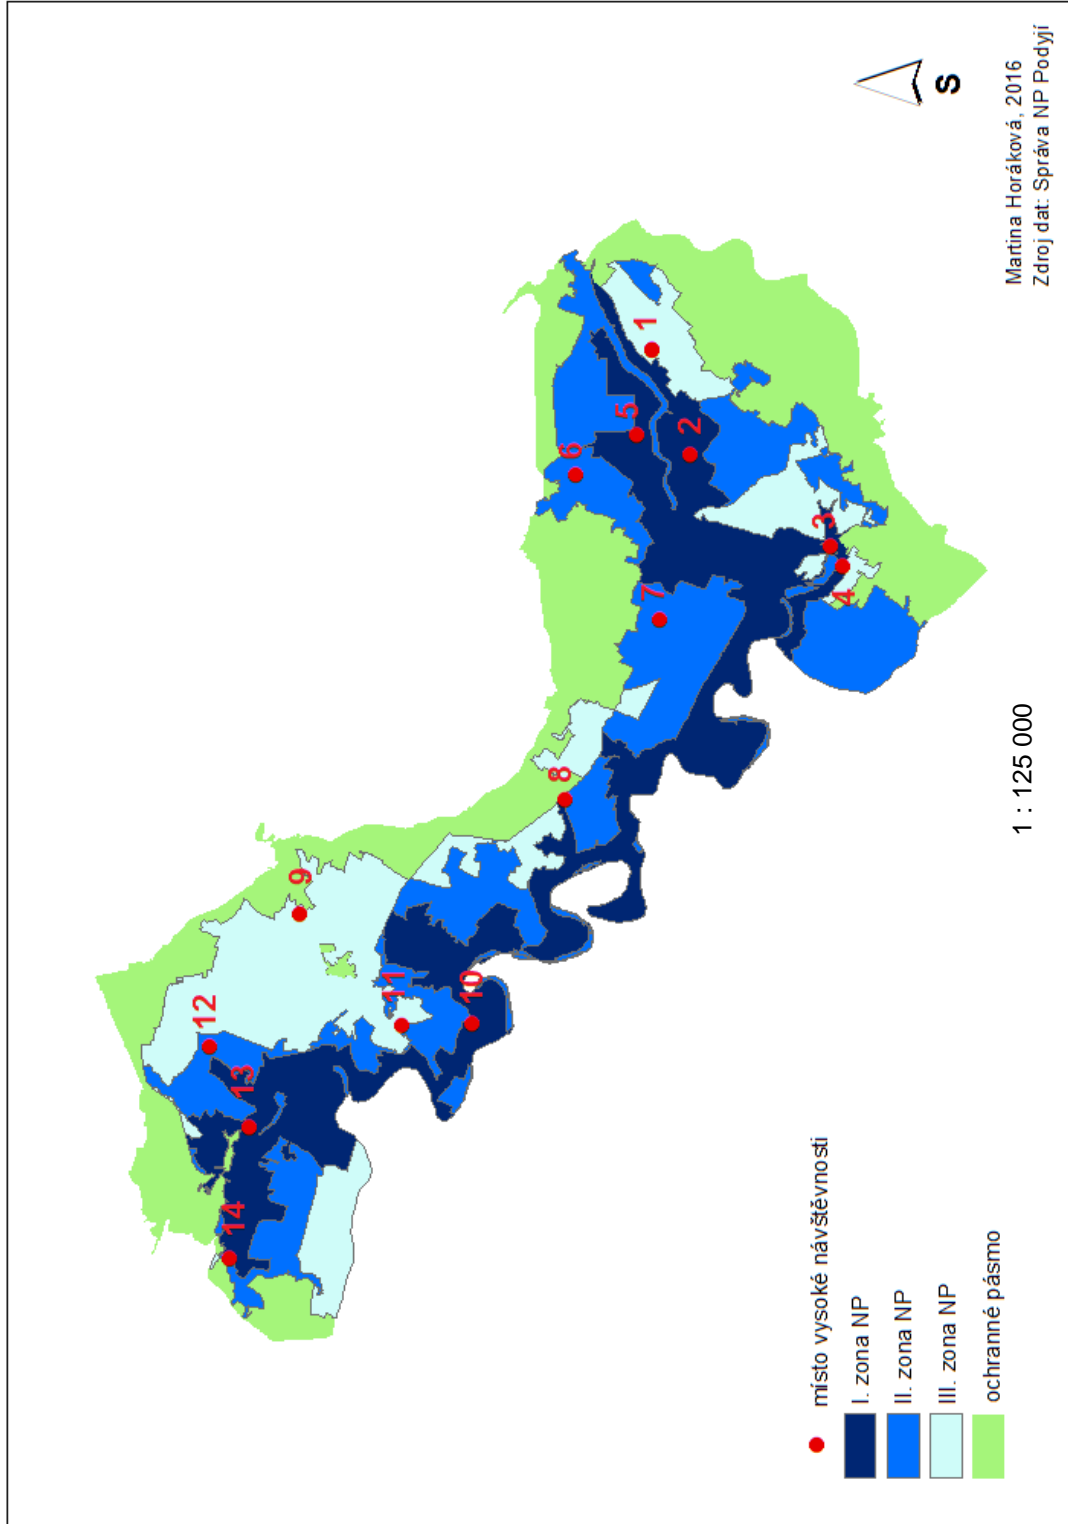 1
2
3
4
5
6
7
8
9
10
11
12
13
14
S
místo vysoké návštěvnosti
I. zona NP
II. zona NP
III. zona NP
ochranné pásmo
1 : 125 000
Martina Horáková, 2016
Zdroj dat: Správa NP Podyjí